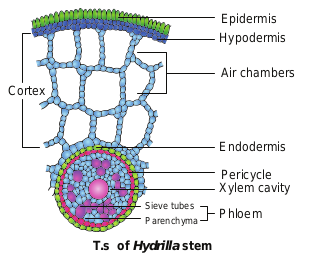 Epidermis
Hypodermis
Air chambers
Cortex
Endodermis
Pericycle
Xylem cavity
Sieve tubes
Phloem
Parenchyma
T.s of Hydrilla stem